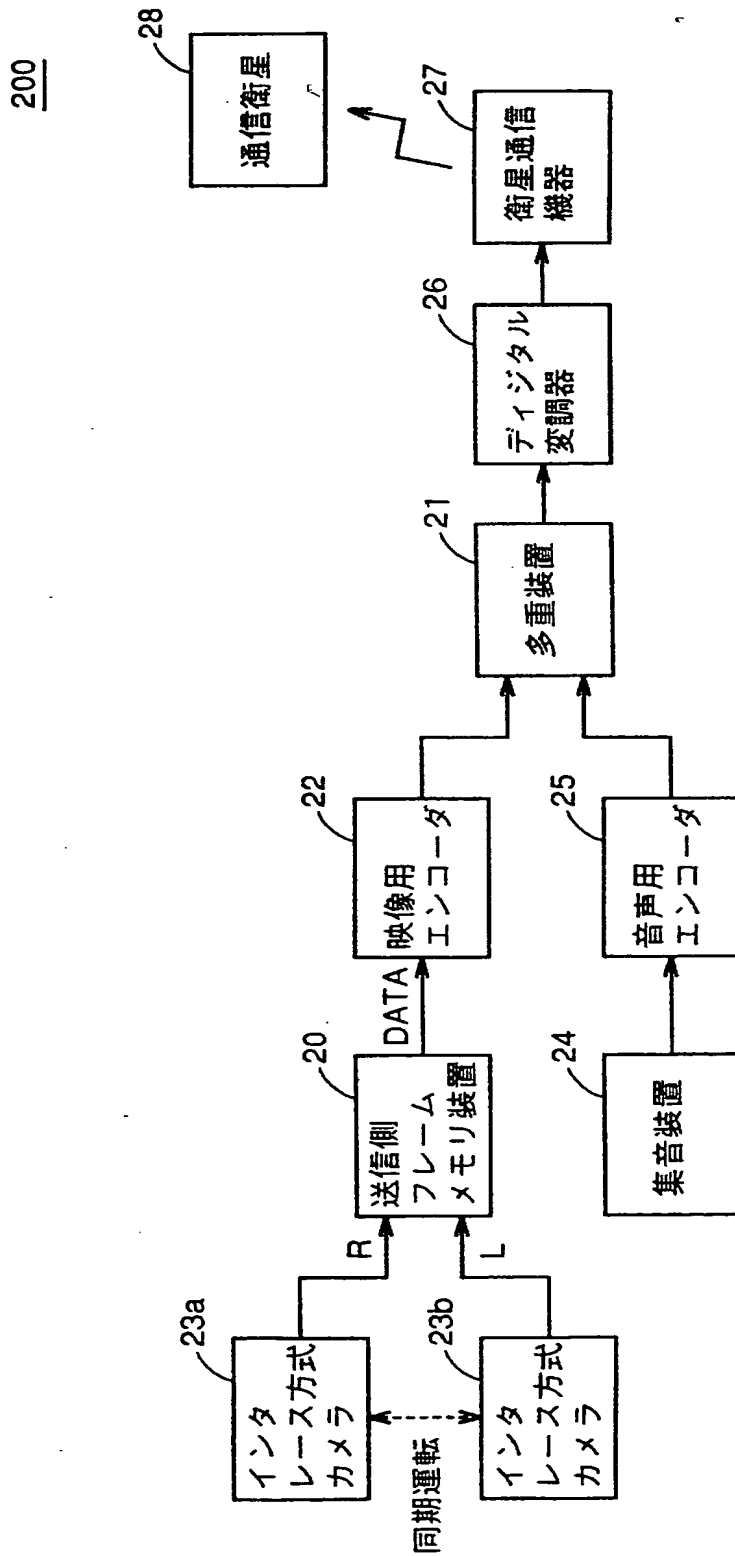 200
23a
インタ
レース方式
カメラ
同期運転
23b
インタ
レース方式
カメラ
R
L
20
送信側
フレーム
メモリ装置
DATA
22
映像用
エンコーダ
24
集音装置
25
音声用
エンコーダ
21
多重装置
26
ディジタル
変調器
27
衛星通信
機器
28
通信衛星